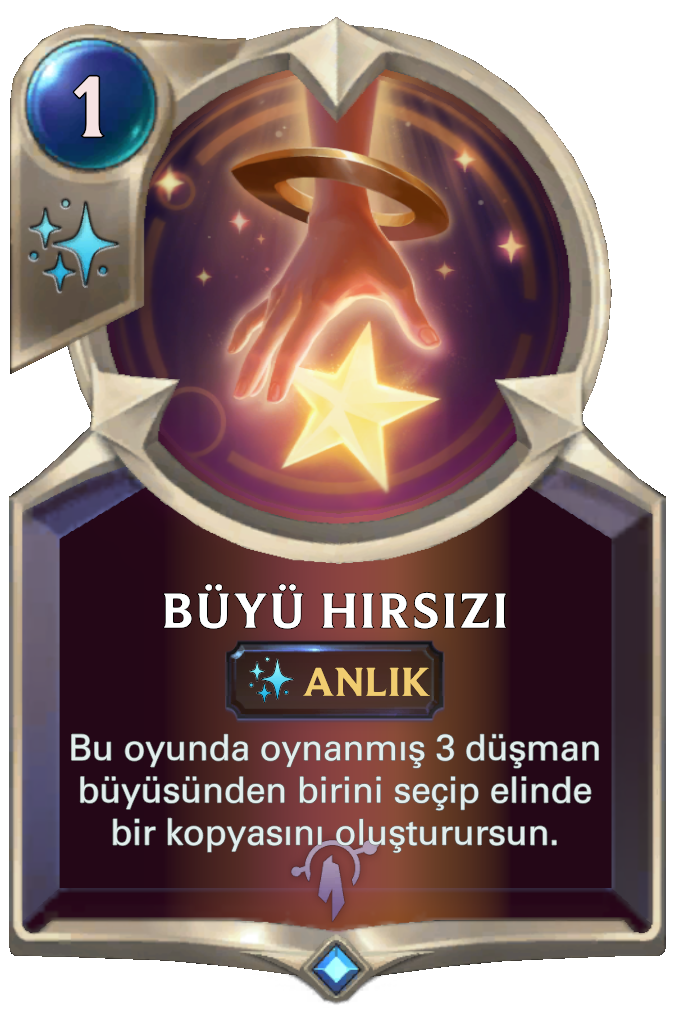 1
BÜYÜ HIRSIZI
ANLIK
Bu oyunda oynanmış 3 düşman
büyüsünden birini seçip elinde
bir kopyasını oluşturursun.